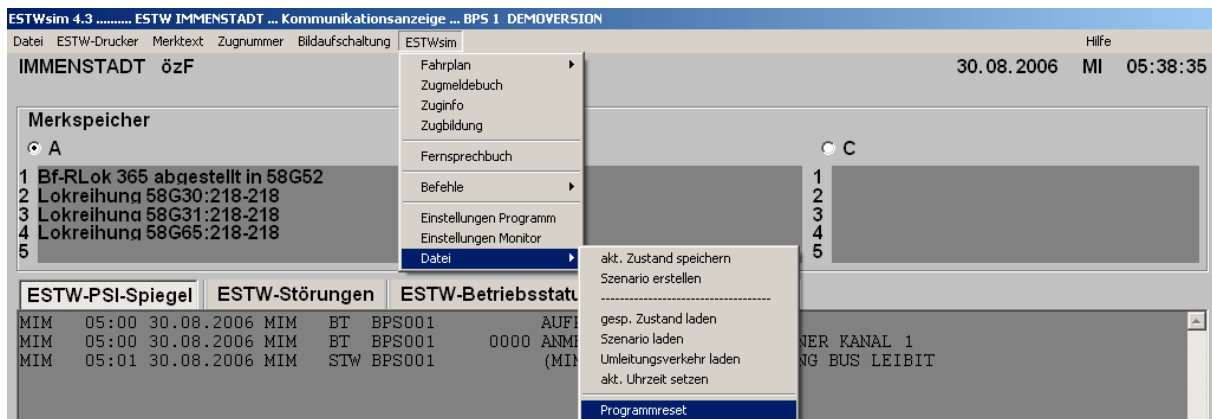 ESTWsim 4.3 .......... ESTW IMMENSTADT ... Kommunikationsanzeige ... BPS 1 DEMOVERSION
Datei ESTW-Drucker Merktext Zugnummer Bildaufschaltung ESTWsim Hilfe
IMMENSTADT özF 30.08.2006 MI 05:38:35
Fahrplan
Zugmeldebuch
Zuginfo
Zugbildung
Fernsprechbuch
Befehle
Einstellungen Programm
Einstellungen Monitor
Datei
Merkspeicher
A
1 Bf-RLok 365 abgestellt in 58G52
2 Lokreihung 58G30:218-218
3 Lokreihung 58G31:218-218
4 Lokreihung 58G65:218-218
5
C
1
2
3
4
5
akt. Zustand speichern
Szenario erstellen
-------------------------------------
gesp. Zustand laden
Szenario laden
Umleitungsverkehr laden
akt. Uhrzeit setzen
Programmreset
ESTW-PSI-Spiegel ESTW-Störungen ESTW-Betriebsstatu
MIM 05:00 30.08.2006 MIM BT BPS001
MIM 05:00 30.08.2006 MIM BT BPS001 0000 NER KANAL 1
MIM 05:01 30.08.2006 MIM STW BPS001 NG BUS LEIBIT